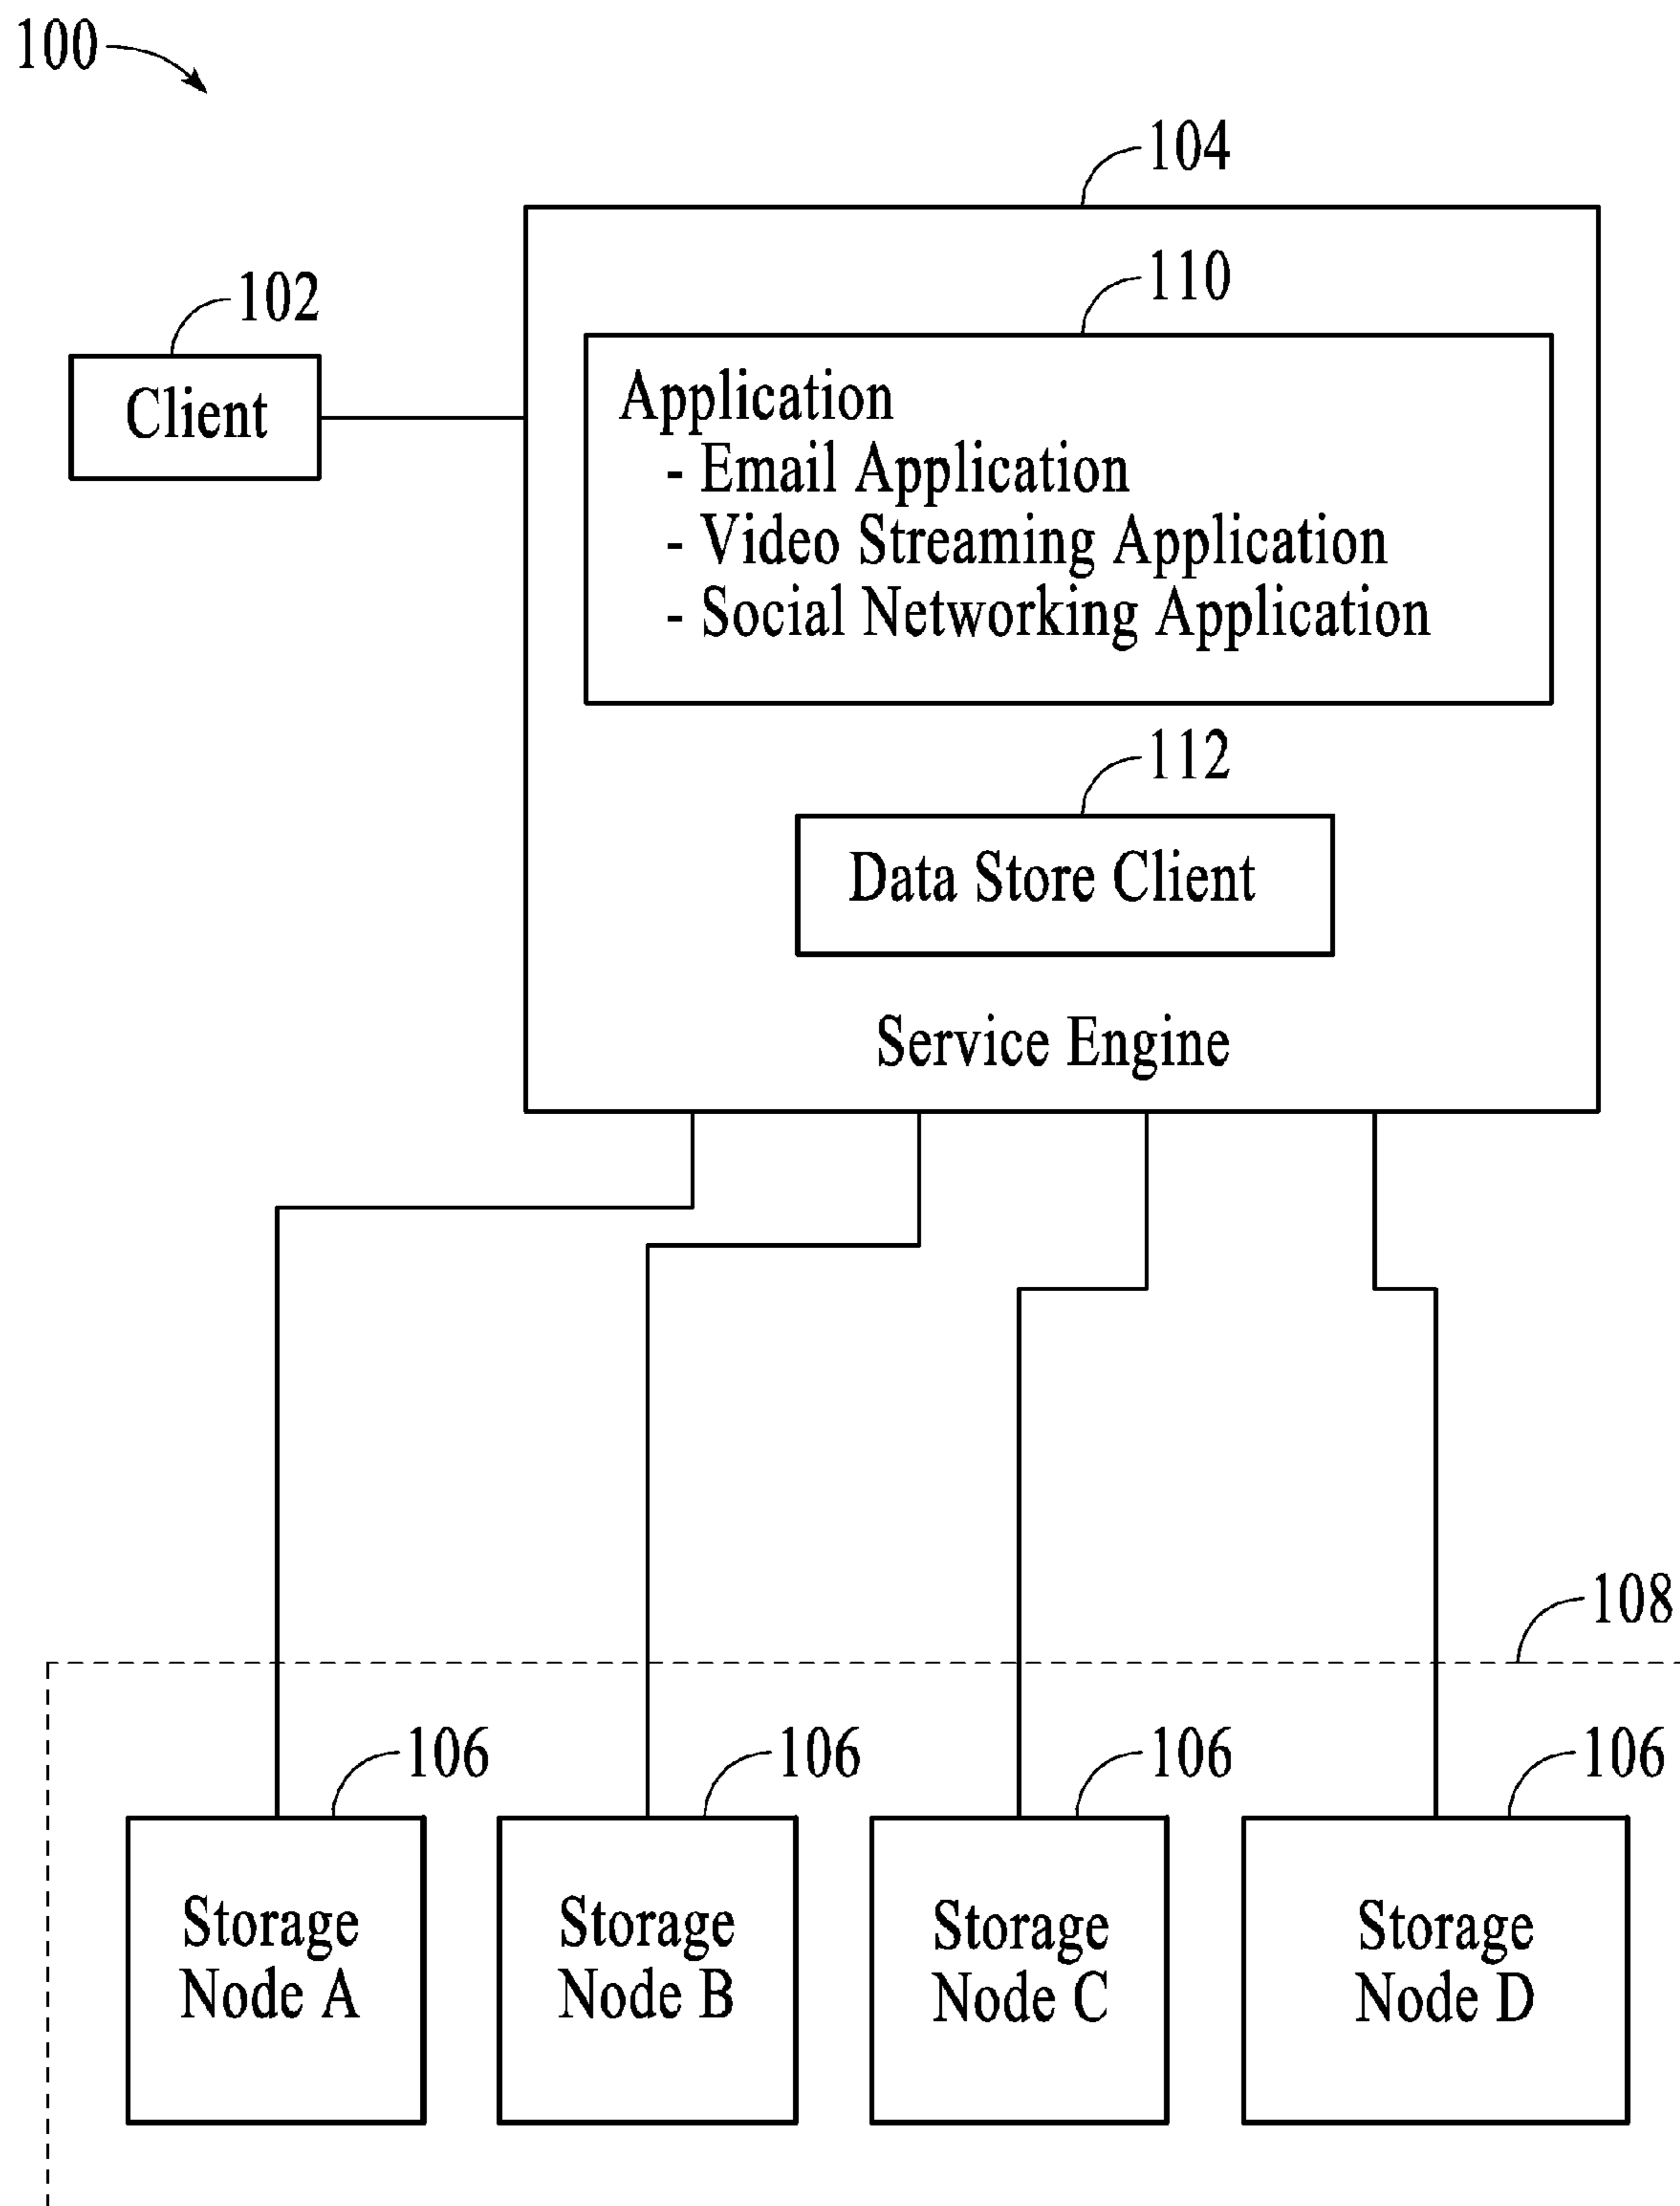 100
104
110
102
Client
Application
- Email Application
- Video Streaming Application
- Social Networking Application
112
Data Store Client
Service Engine
108
106
106
106
106
Storage
Node A
Storage
Node B
Storage
Node C
Storage
Node D